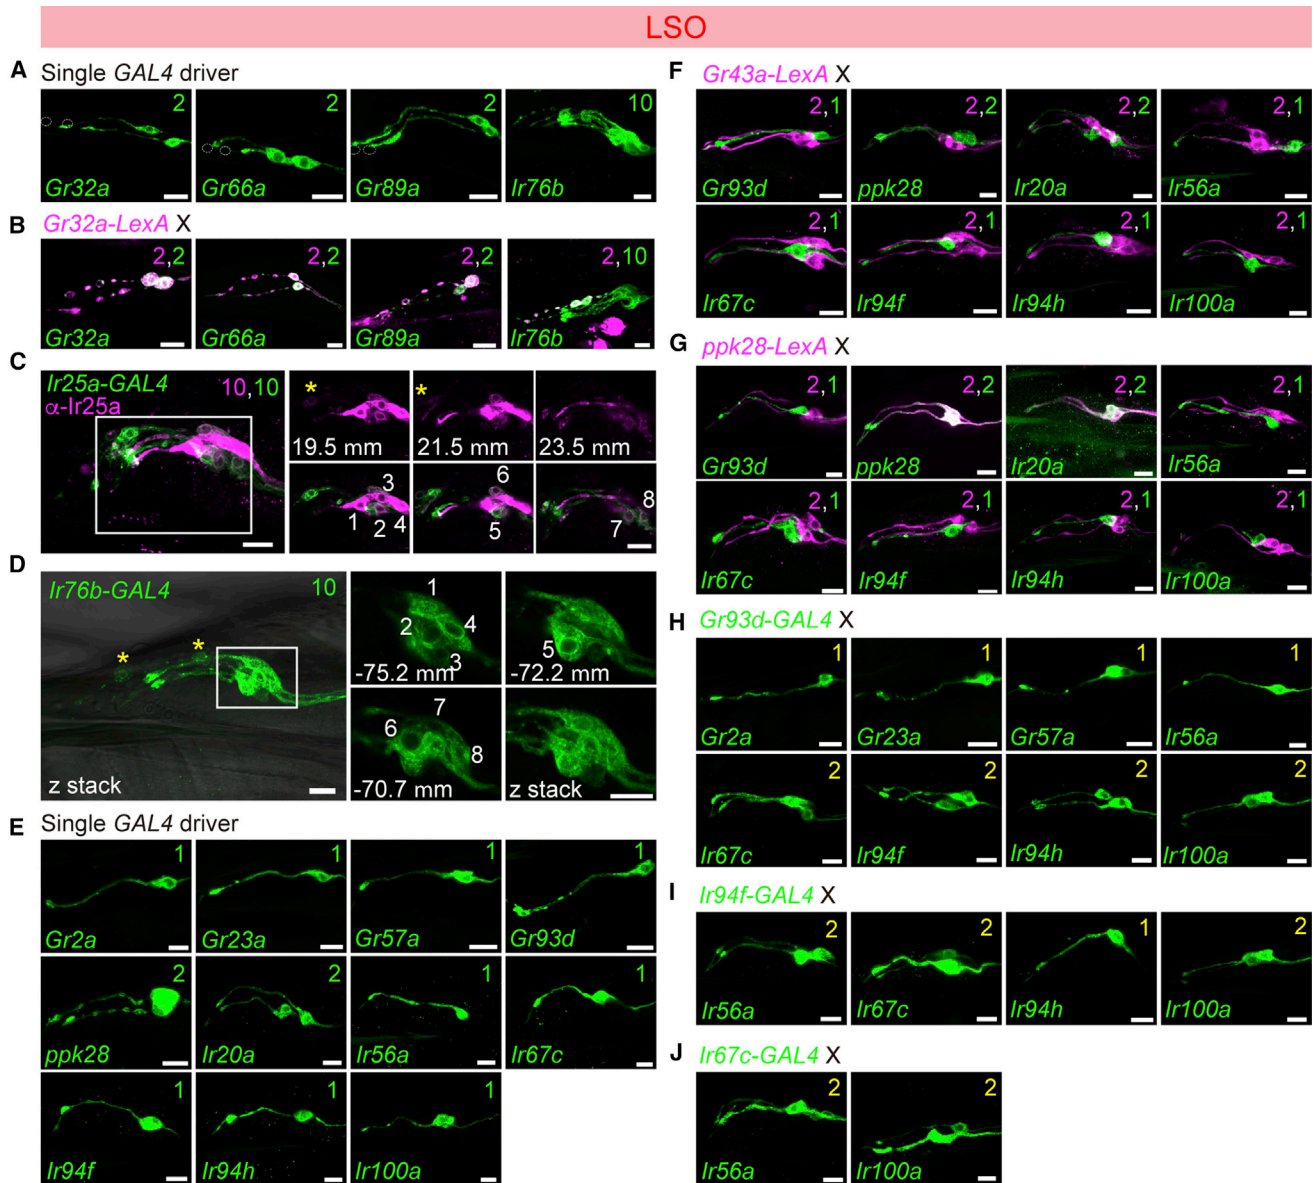 LSO
A Single GAL4 driver
2 2 2 10
Gr32a Gr66a Gr89a Ir76b
B Gr32a-LexA X
2,2 2,2 2,2 2,10
Gr32a Gr66a Gr89a Ir76b
C Ir25a-GAL4 10,10
α-Ir25a
* *
19.5 mm 21.5 mm 23.5 mm
3 6 8
1 2 4 5 7
D Ir76b-GAL4 10
* *
z stack
1 2 4 3 5
-75.2 mm -72.2 mm
7 6 8
-70.7 mm z stack
E Single GAL4 driver
1 1 1 1
Gr2a Gr23a Gr57a Gr93d
2 2 1 1
ppk28 Ir20a Ir56a Ir67c
1 1 1
Ir94f Ir94h Ir100a
F Gr43a-LexA X
2,1 2,2 2,2 2,1
Gr93d ppk28 Ir20a Ir56a
2,1 2,1 2,1 2,1
Ir67c Ir94f Ir94h Ir100a
G ppk28-LexA X
2,1 2,2 2,2 2,1
Gr93d ppk28 Ir20a Ir56a
2,1 2,1 2,1 2,1
Ir67c Ir94f Ir94h Ir100a
H Gr93d-GAL4 X
1 1 1 1
Gr2a Gr23a Gr57a Ir56a
2 2 2 2
Ir67c Ir94f Ir94h Ir100a
I Ir94f-GAL4 X
2 2 1 2
Ir56a Ir67c Ir94h Ir100a
J Ir67c-GAL4 X
2 2
Ir56a Ir100a